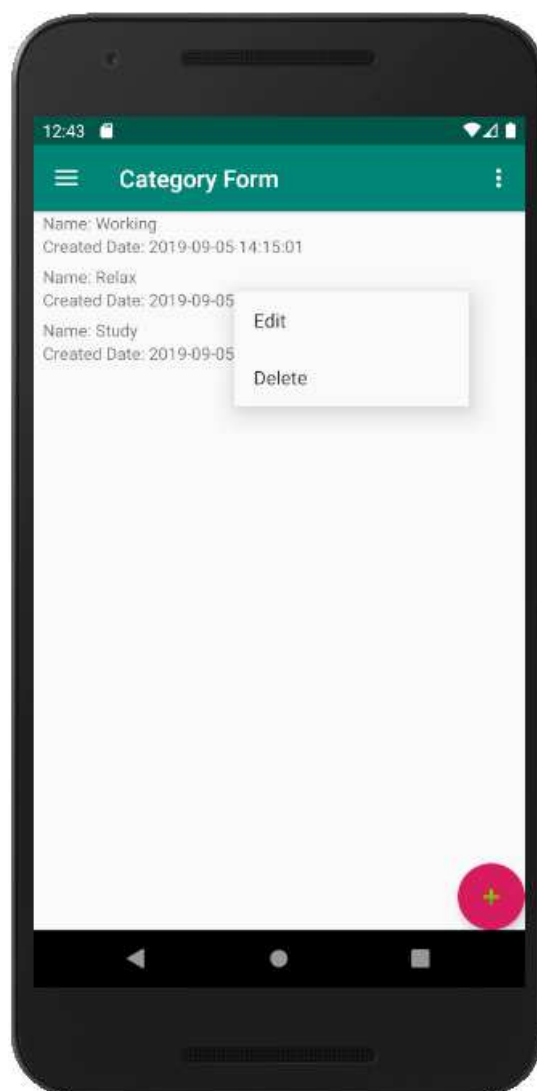 12:43
Category Form
Name: Working
Created Date: 2019-09-05 14:15:01
Name: Relax
Created Date: 2019-09-05
Edit
Name: Study
Created Date: 2019-09-05
Delete